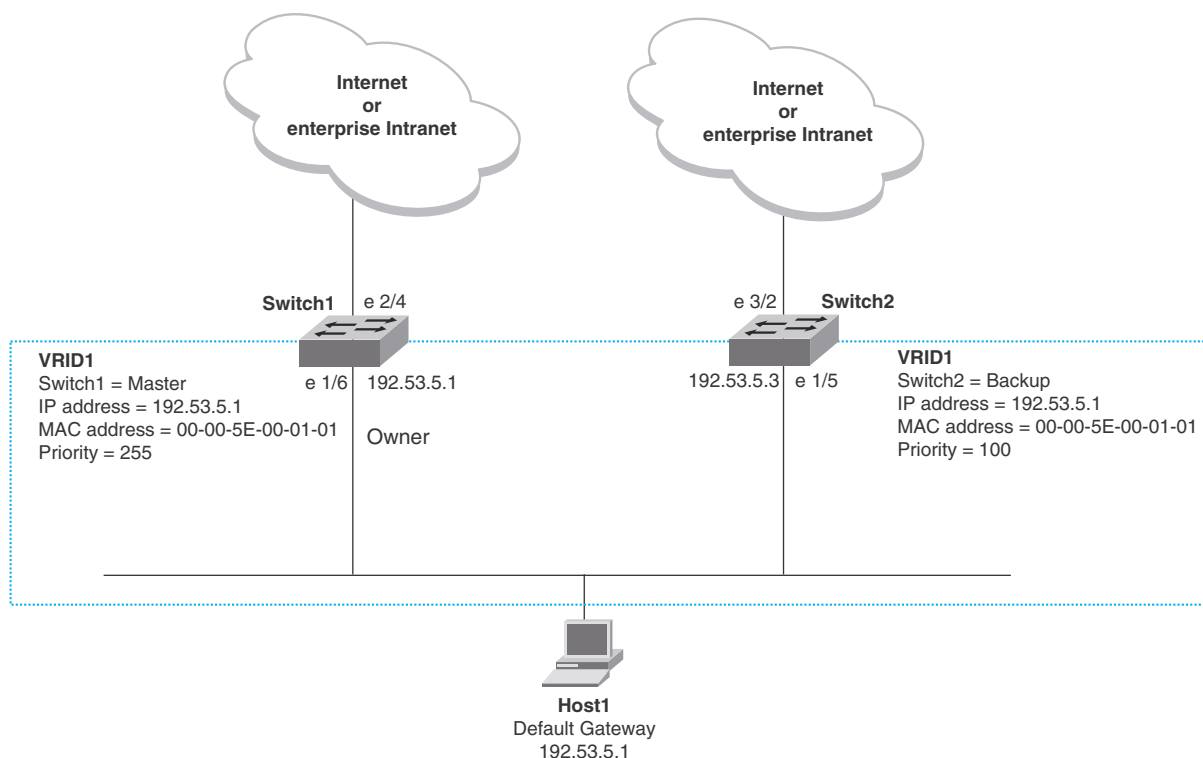 Internet
or
enterprise Intranet
Internet
or
enterprise Intranet
Switch1
e 2/4
e 3/2
Switch2
VRID1
Switch1 = Master
IP address = 192.53.5.1
MAC address = 00-00-5E-00-01-01
Priority = 255
e 1/6
192.53.5.1
Owner
192.53.5.3
e 1/5
VRID1
Switch2 = Backup
IP address = 192.53.5.1
MAC address = 00-00-5E-00-01-01
Priority = 100
Host1
Default Gateway
192.53.5.1